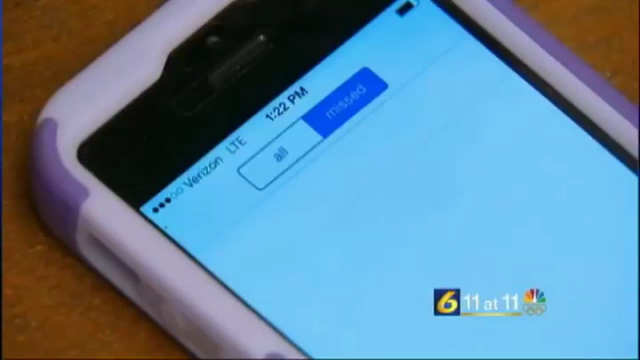 ●●●○○ Verizon LTE 1:22 PM
all missed
6 11 at 11